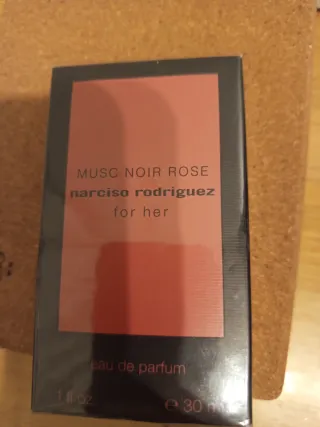 MUSC NOIR ROSE
narciso rodriguez
for her
eau de parfum
1 fl oz. e 30 ml